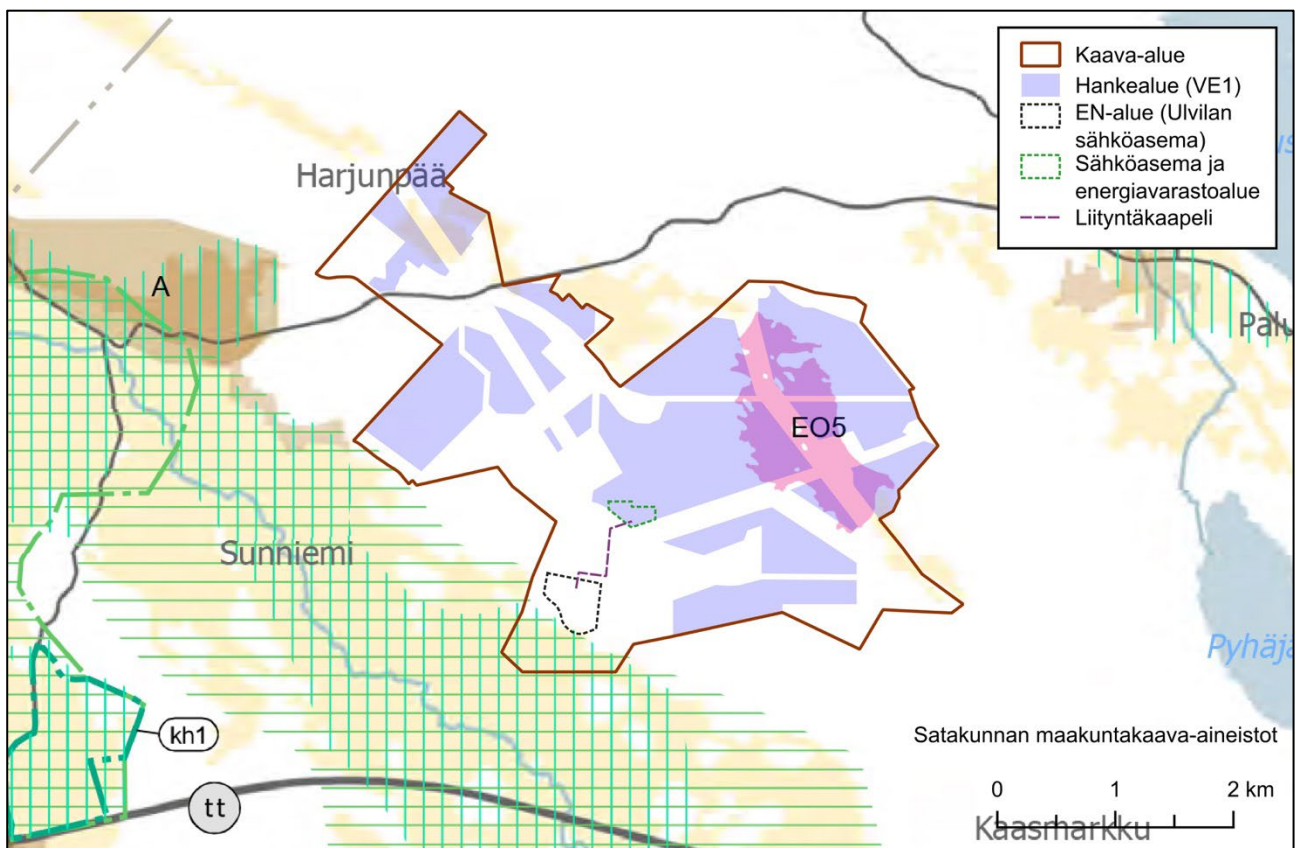 Kaava-alue
Hankealue (VE1)
EN-alue (Ulvilan
sähköasema)
Sähköasema ja
energiavarastoalue
Liityntäkaapeli
Harjunpää
A
EO5
Sunniemi
kh1
tt
Satakunnan maakuntakaava-aineistot
0 1 2 km
Kaasmarkku